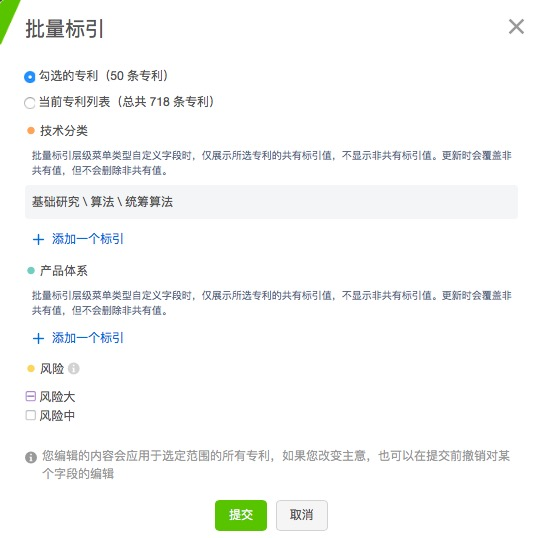 批量标引
勾选的专利（50 条专利）
当前专利列表（总共 718 条专利）
技术分类
批量标引层级菜单类型自定义字段时，仅展示所选专利的共有标引值，不显示非共有标引值。更新时会覆盖非
共有值，但不会删除非共有值。
基础研究 \ 算法 \ 统筹算法
添加一个标引
产品体系
批量标引层级菜单类型自定义字段时，仅展示所选专利的共有标引值，不显示非共有标引值。更新时会覆盖非
共有值，但不会删除非共有值。
添加一个标引
风险
风险大
风险中
您编辑的内容会应用于选定范围的所有专利，如果您改变主意，也可以在提交前撤销对某
个字段的编辑
提交 取消